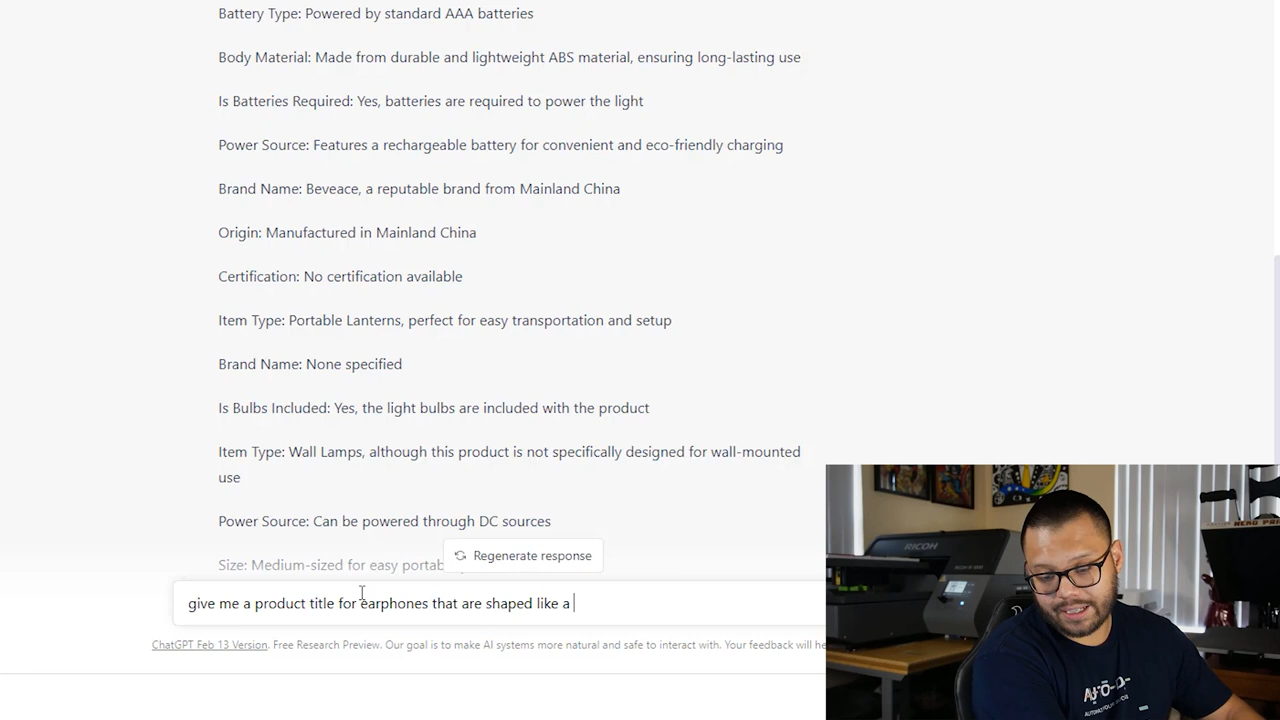 Battery Type: Powered by standard AAA batteries
Body Material: Made from durable and lightweight ABS material, ensuring long-lasting use
Is Batteries Required: Yes, batteries are required to power the light
Power Source: Features a rechargeable battery for convenient and eco-friendly charging
Brand Name: Beveace, a reputable brand from Mainland China
Origin: Manufactured in Mainland China
Certification: No certification available
Item Type: Portable Lanterns, perfect for easy transportation and setup
Brand Name: None specified
Is Bulbs Included: Yes, the light bulbs are included with the product
Item Type: Wall Lamps, although this product is not specifically designed for wall-mounted
use
Power Source: Can be powered through DC sources
Regenerate response
Size: Medium-sized for easy
give me a product title for earphones that are shaped like a
ChatGPT Feb 13 Version. Free Research Preview. Our goal is to make AI systems more natural and safe to interact with. Your feedback will
RICOH